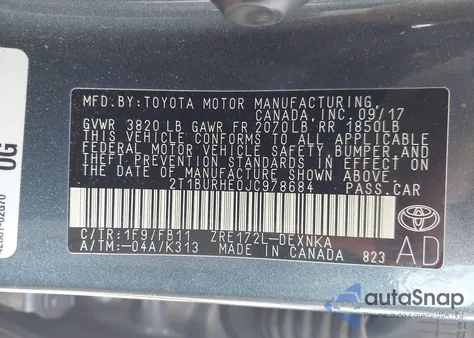 MFD. BY: TOYOTA MOTOR MANUFACTURING
CANADA, INC. 09/17
GVWR 3820 LB GAWR FR 2070LB RR 1850LB
THIS VEHICLE CONFORMS TO ALL APPLICABLE
FEDERAL MOTOR VEHICLE SAFETY, BUMPER, AND
THEFT PREVENTION STANDARDS IN EFFECT ON
THE DATE OF MANUFACTURE SHOWN ABOVE.
2T1BURHE0JC978684 PASS.CAR
C/TR:1F9/FB11 ZRE172L-DEXNKA
A/TM:-04A/K313 MADE IN CANADA 823
AD
TOYOTA
0G
autoSnap